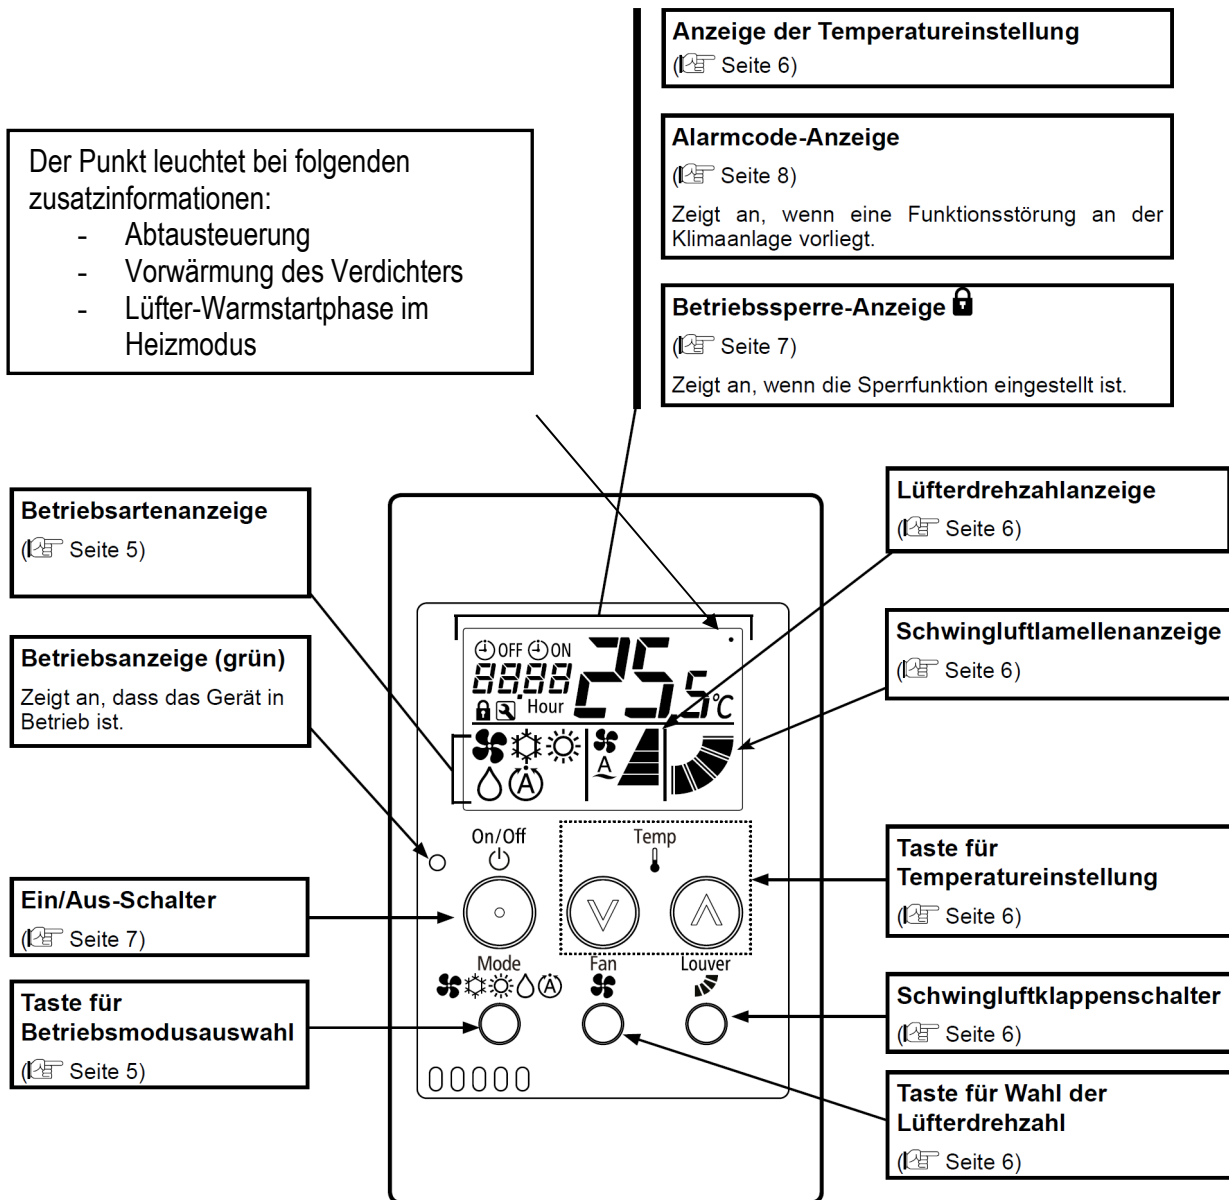 Anzeige der Temperatureinstellung
(☞ Seite 6)
Alarmcode-Anzeige
(☞ Seite 8)
Zeigt an, wenn eine Funktionsstörung an der
Klimaanlage vorliegt.
Betriebssperre-Anzeige
(☞ Seite 7)
Zeigt an, wenn die Sperrfunktion eingestellt ist.
Der Punkt leuchtet bei folgenden
zusatzinformationen:
- Abtausteuerung
- Vorwärmung des Verdichters
- Lüfter-Warmstartphase im
Heizmodus
Betriebsartenanzeige
(☞ Seite 5)
Betriebsanzeige (grün)
Zeigt an, dass das Gerät in
Betrieb ist.
Ein/Aus-Schalter
(☞ Seite 7)
Taste für
Betriebsmodusauswahl
(☞ Seite 5)
OFF ON
88.88 25.5°C
Hour
A
A
On/Off
Temp
Mode
Fan
Louver
A
Lüfterdrehzahlanzeige
(☞ Seite 6)
Schwingluftlamellenanzeige
(☞ Seite 6)
Taste für
Temperatureinstellung
(☞ Seite 6)
Schwingluftklappenschalter
(☞ Seite 6)
Taste für Wahl der
Lüfterdrehzahl
(☞ Seite 6)